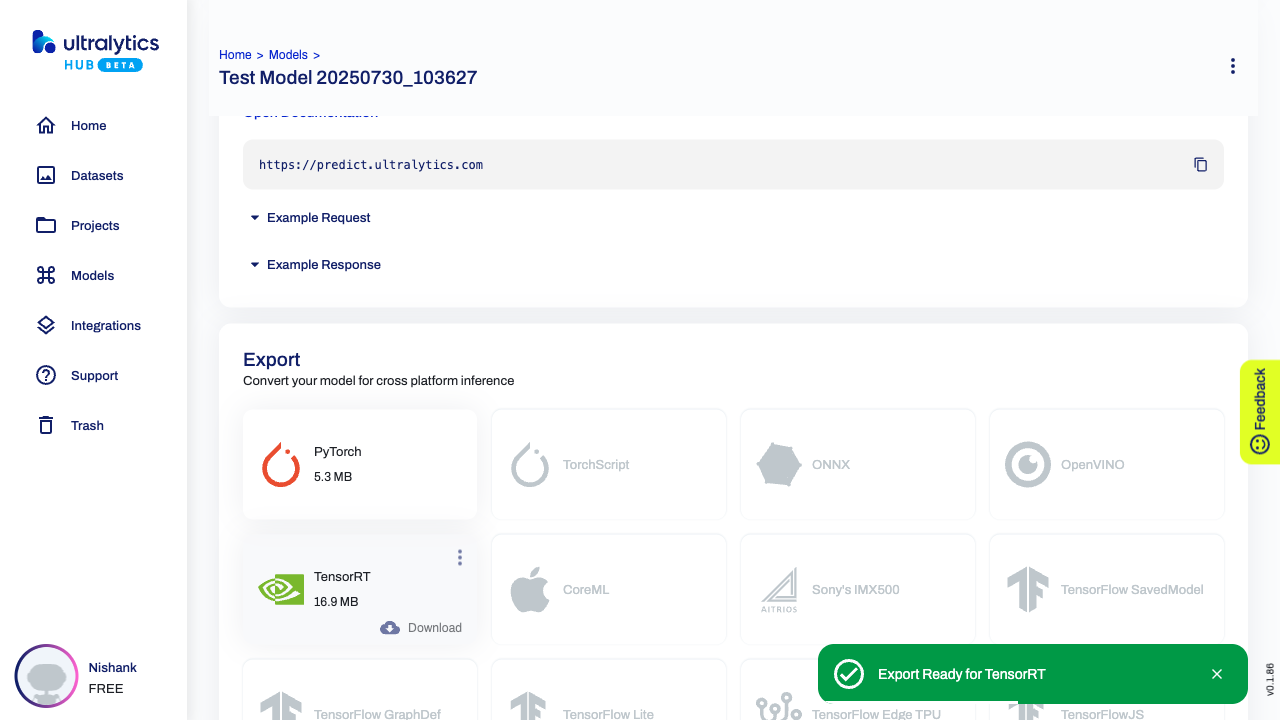 ultralytics
HUB BETA
Home
Datasets
Projects
Models
Integrations
Support
Trash
Nishank
FREE
Home > Models >
Test Model 20250730_103627
Open Documentation
https://predict.ultralytics.com
Example Request
Example Response
Export
Convert your model for cross platform inference
PyTorch
5.3 MB
TorchScript
ONNX
OpenVINO
TensorRT
16.9 MB
Download
CoreML
AITRIOS
Sony's IMX500
TensorFlow SavedModel
TensorFlow GraphDef
TensorFlow Lite
TensorFlow Edge TPU
TensorFlowJS
Export Ready for TensorRT
Feedback
v0.1.86